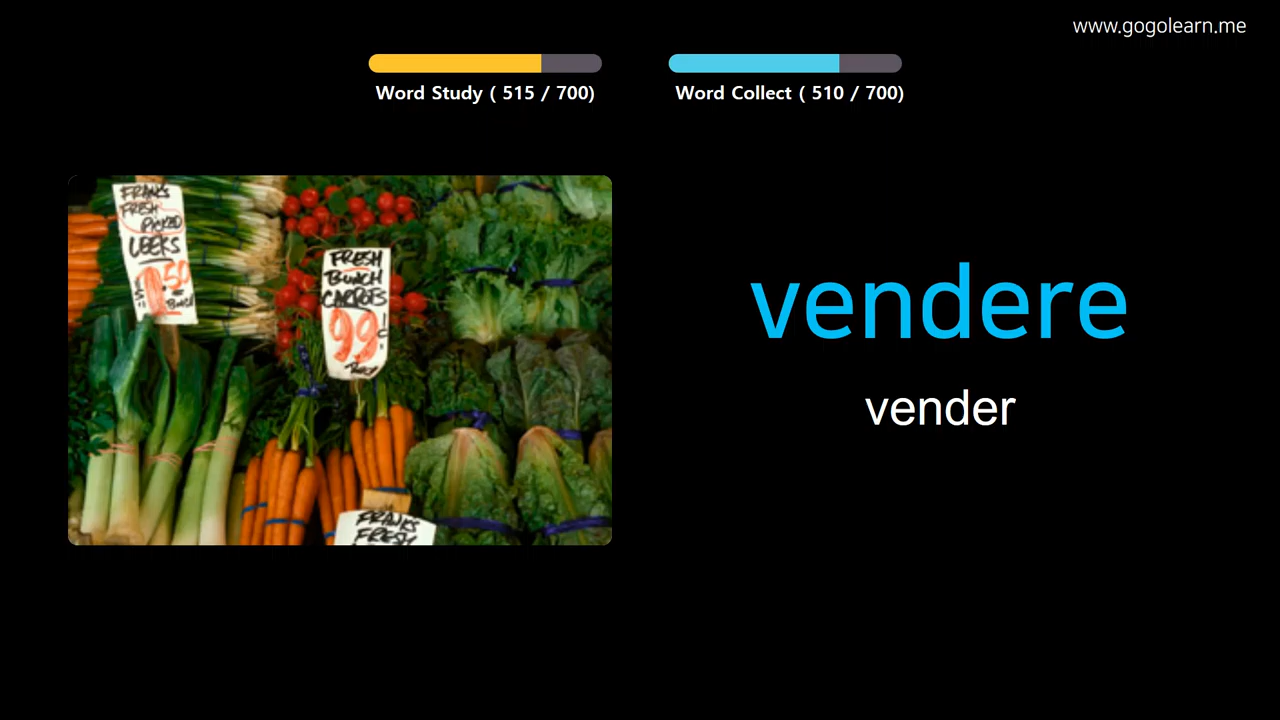 www.gogolearn.me
Word Study ( 515 / 700)
Word Collect ( 510 / 700)
FRANKS
FRESH
PICKED
LEEKS
FRESH
BUNCH
CARROTS
99¢
FRANKS
FRESH
vendere
vender